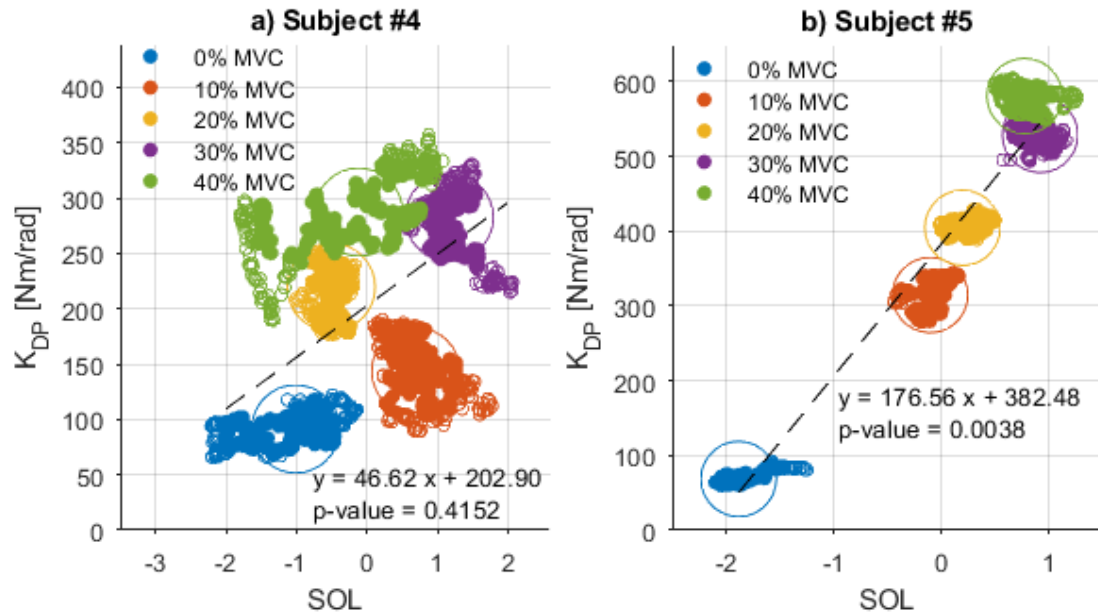 a) Subject #4
0% MVC
10% MVC
20% MVC
30% MVC
40% MVC
400
350
300
250
200
150
100
50
0
K_DP [Nm/rad]
y = 46.62 x + 202.90
p-value = 0.4152
-3 -2 -1 0 1 2
SOL
b) Subject #5
0% MVC
10% MVC
20% MVC
30% MVC
40% MVC
600
500
400
300
200
100
0
K_DP [Nm/rad]
y = 176.56 x + 382.48
p-value = 0.0038
-2 -1 0 1
SOL